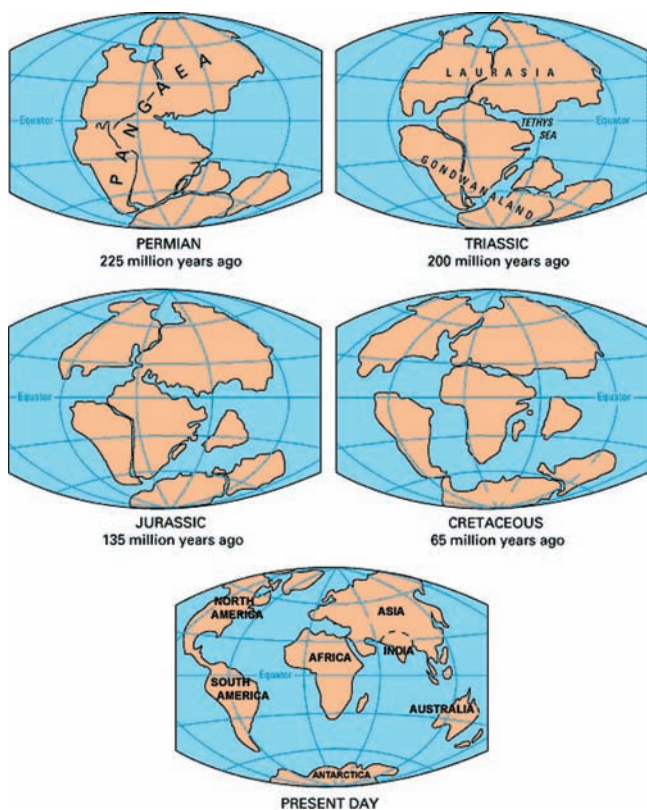 PANGAEA
Equator
PERMIAN
225 million years ago
LAURASIA
TETHYS
SEA
Equator
GONDWANALAND
TRIASSIC
200 million years ago
Equator
JURASSIC
135 million years ago
Equator
CRETACEOUS
65 million years ago
NORTH
AMERICA
ASIA
INDIA
AFRICA
Equator
SOUTH
AMERICA
AUSTRALIA
ANTARCTICA
PRESENT DAY